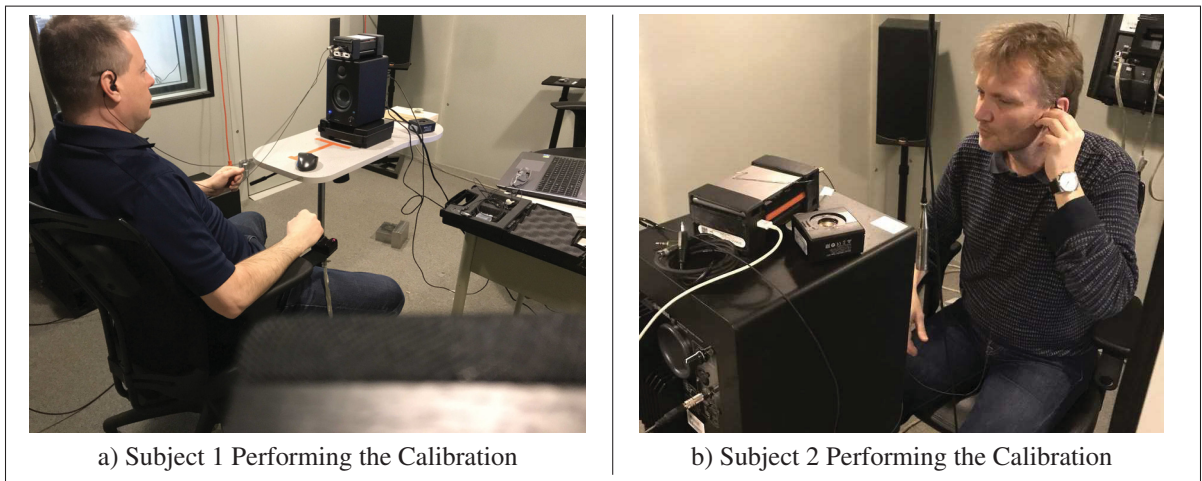 a) Subject 1 Performing the Calibration
b) Subject 2 Performing the Calibration